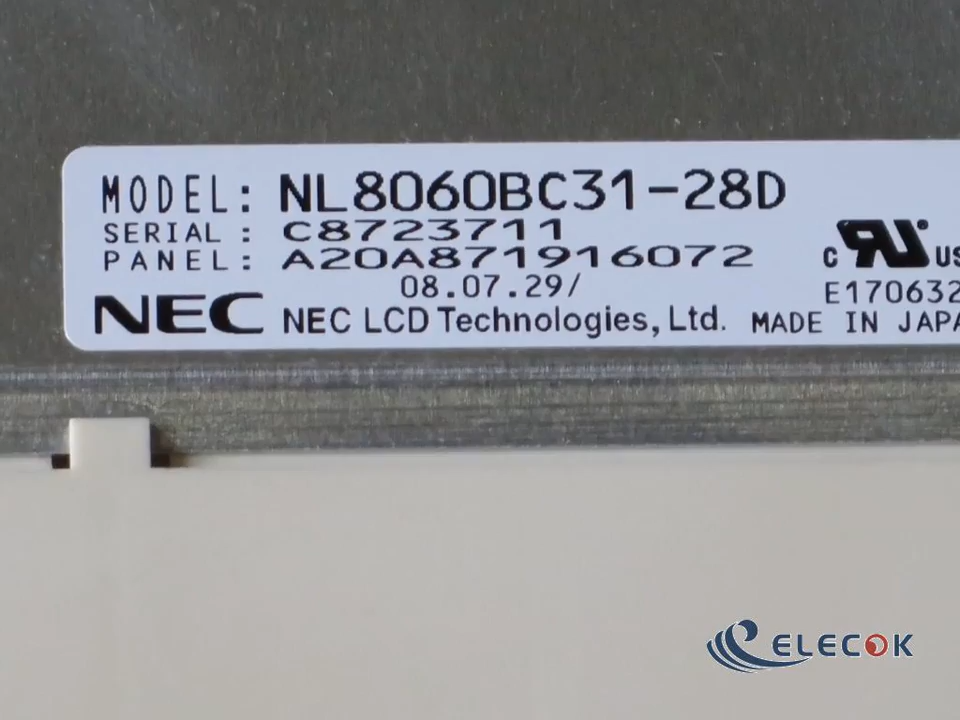 MODEL: NL8060BC31-28D
SERIAL : C8723711
PANEL: A20A871916072
08.07.29/
NEC NEC LCD Technologies, Ltd. MADE IN JAPA
c RU US
E170632
ELECOK